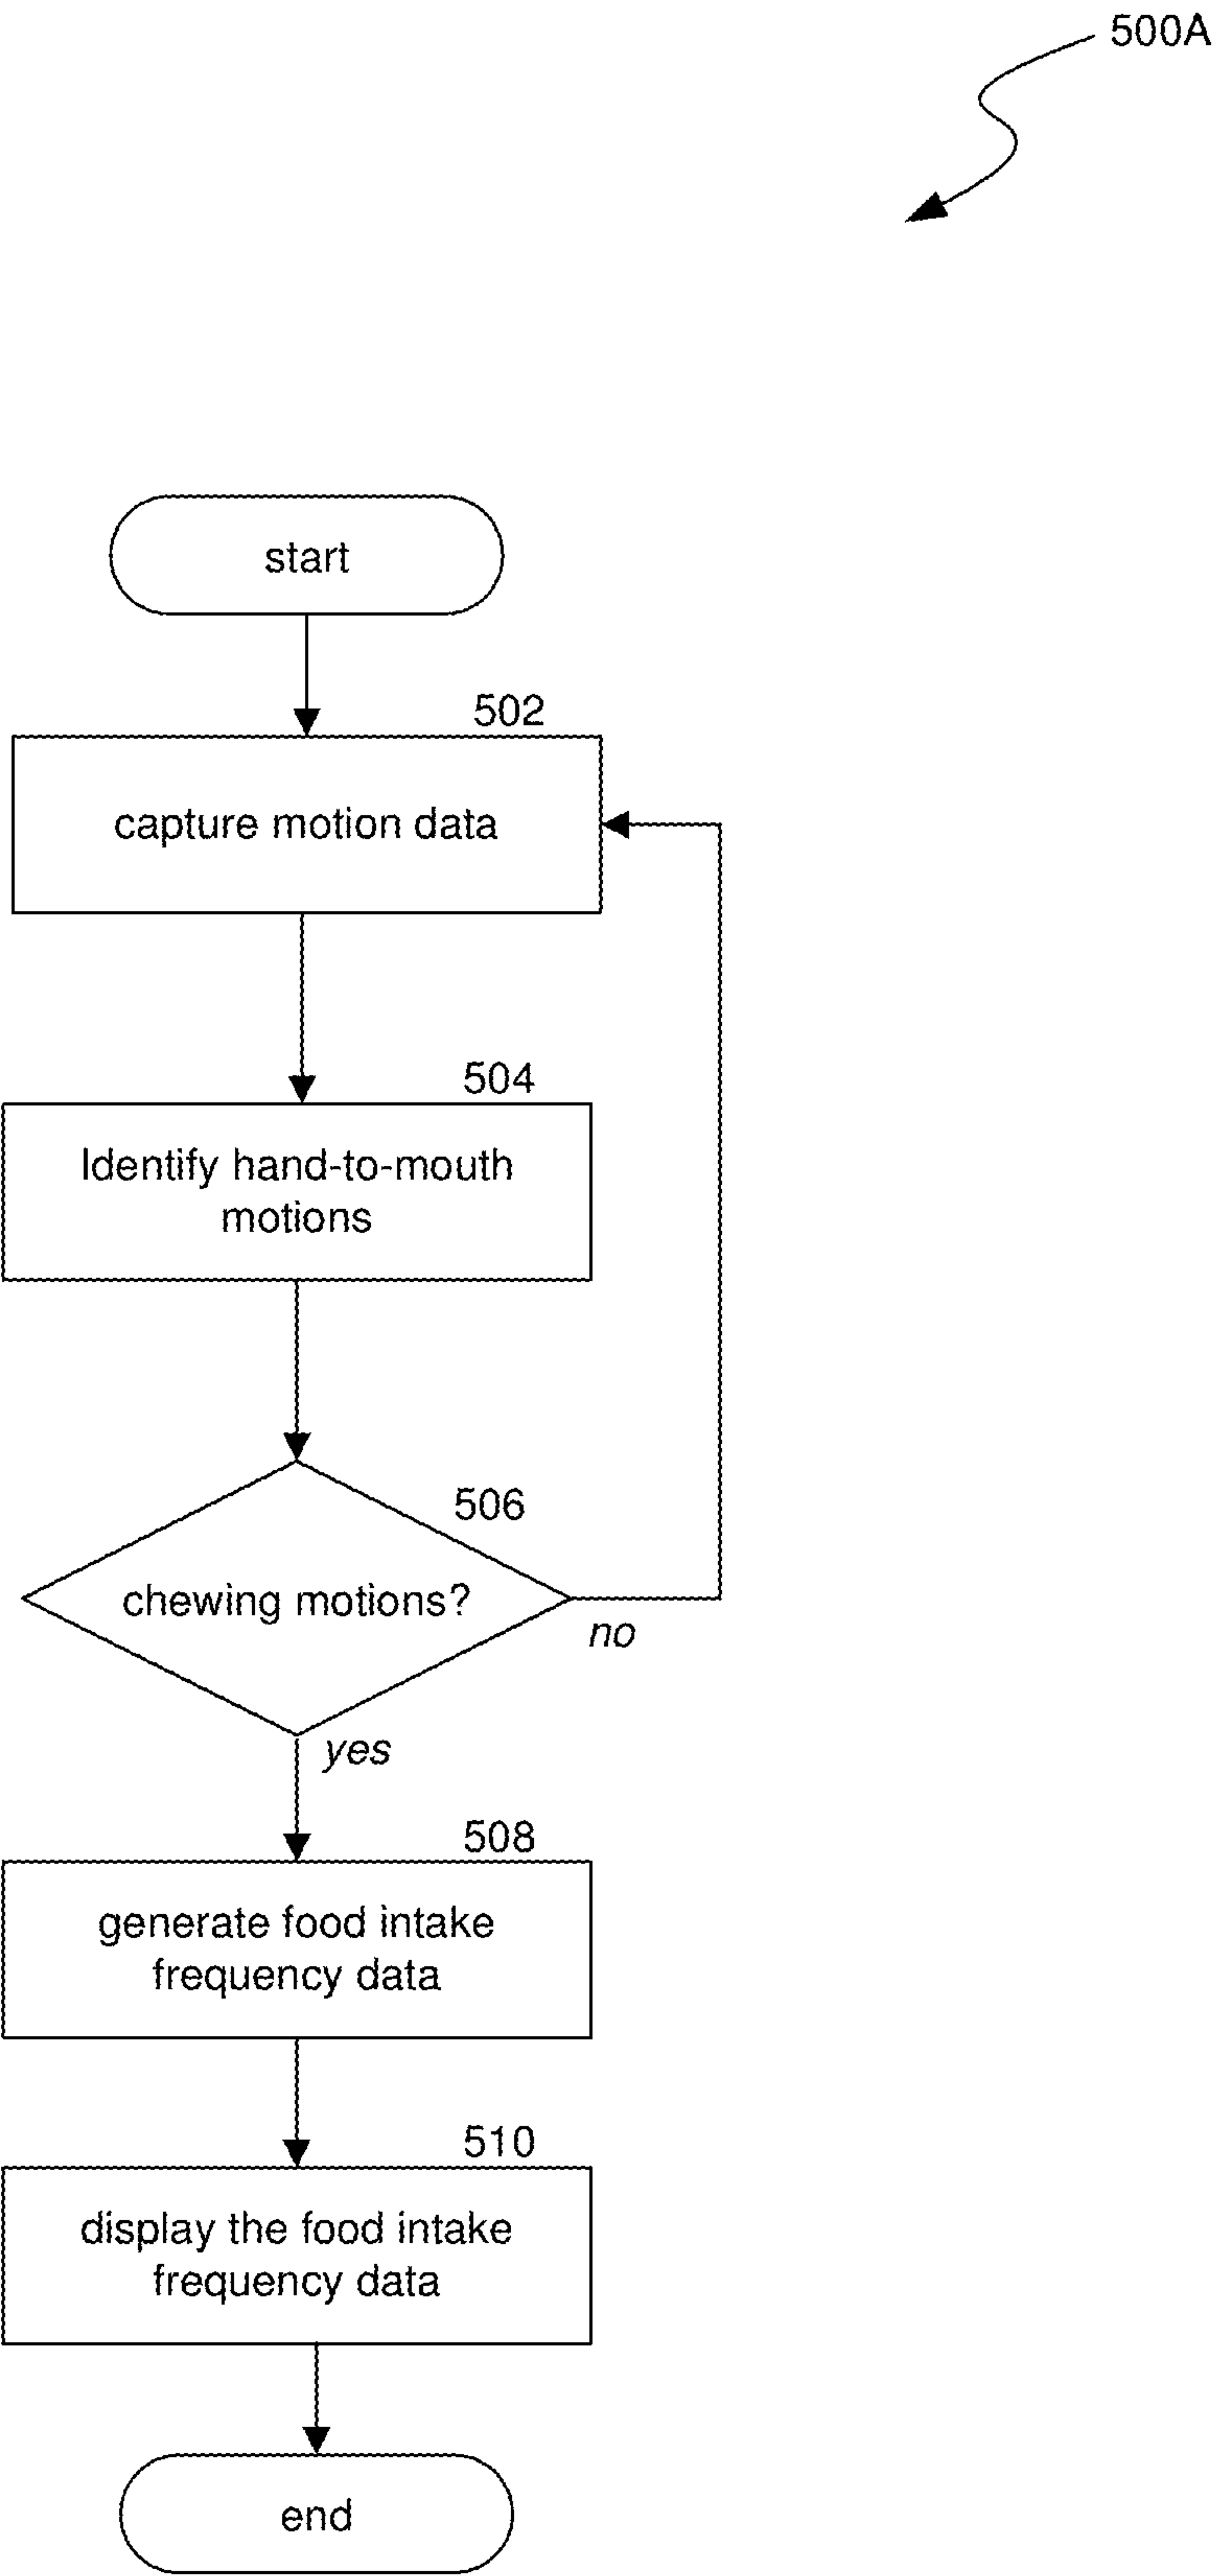 500A
start
502
capture motion data
504
Identify hand-to-mouth
motions
506
chewing motions?
no
yes
508
generate food intake
frequency data
510
display the food intake
frequency data
end